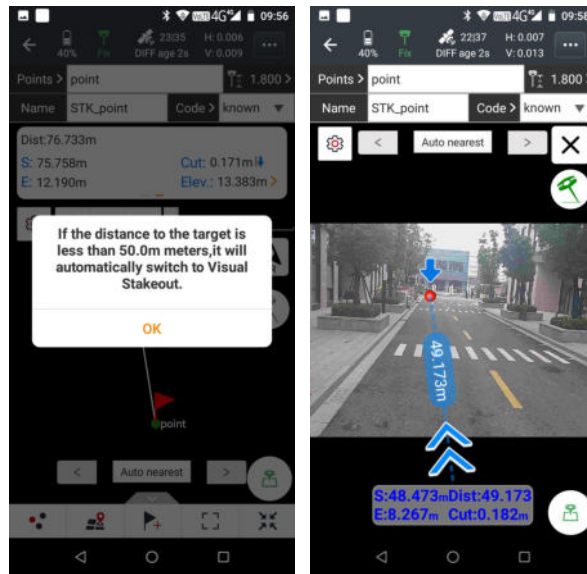 4G 09:56
40% Fix DIFF age 2s 23|35 H:0.006 V:0.009
Points > point 1.800 >
Name STK_point Code > known
Dist:76.733m
S: 75.758m Cut: 0.171m
E: 12.190m Elev.: 13.383m >
If the distance to the target is
less than 50.0m meters,it will
automatically switch to Visual
Stakeout.
OK
point
< Auto nearest >
4G 09:58
40% Fix DIFF age 2s 22|37 H:0.007 V:0.013
Points > point 1.800
Name STK_point Code > known
< Auto nearest >
49.173m
S:48.473m Dist:49.173
E:8.267m Cut:0.182m